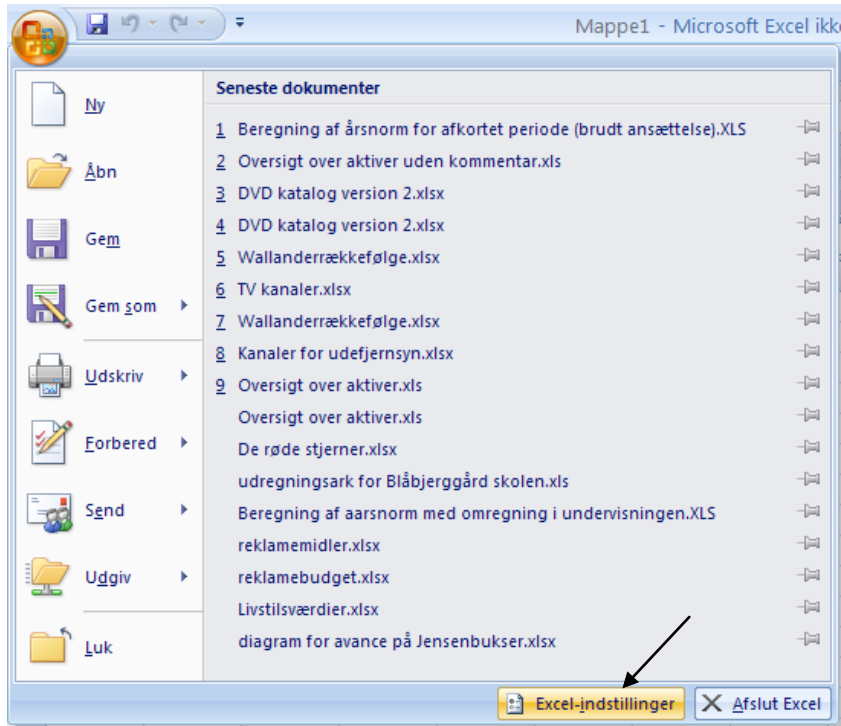 Mappe1 - Microsoft Excel ikk
Ny
Åbn
Gem
Gem som
Udskriv
Forbered
Send
Udgiv
Luk
Seneste dokumenter
1 Beregning af årsnorm for afkortet periode (brudt ansættelse).XLS
2 Oversigt over aktiver uden kommentar.xls
3 DVD katalog version 2.xlsx
4 DVD katalog version 2.xlsx
5 Wallanderrækkefølge.xlsx
6 TV kanaler.xlsx
7 Wallanderrækkefølge.xlsx
8 Kanaler for udefjernsyn.xlsx
9 Oversigt over aktiver.xls
Oversigt over aktiver.xls
De røde stjerner.xlsx
udregningsark for Blåbjerggård skolen.xls
Beregning af aarsnorm med omregning i undervisningen.XLS
reklamemidler.xlsx
reklamebudget.xlsx
Livstilsværdier.xlsx
diagram for avance på Jensenbukser.xlsx
Excel-indstillinger
Afslut Excel